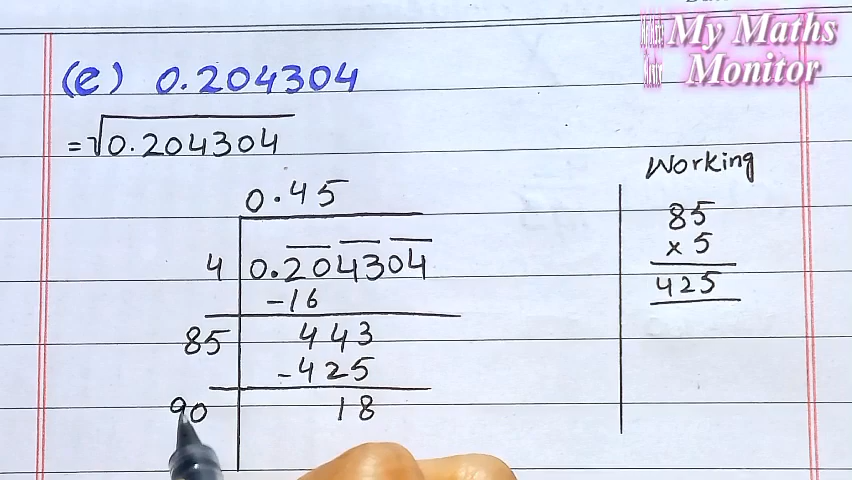 My Maths
Monitor
(e) 0.204304
= √0.204304
0.45
4 0.204304
-16
85 443
-425
90 18
Working
85
× 5
425